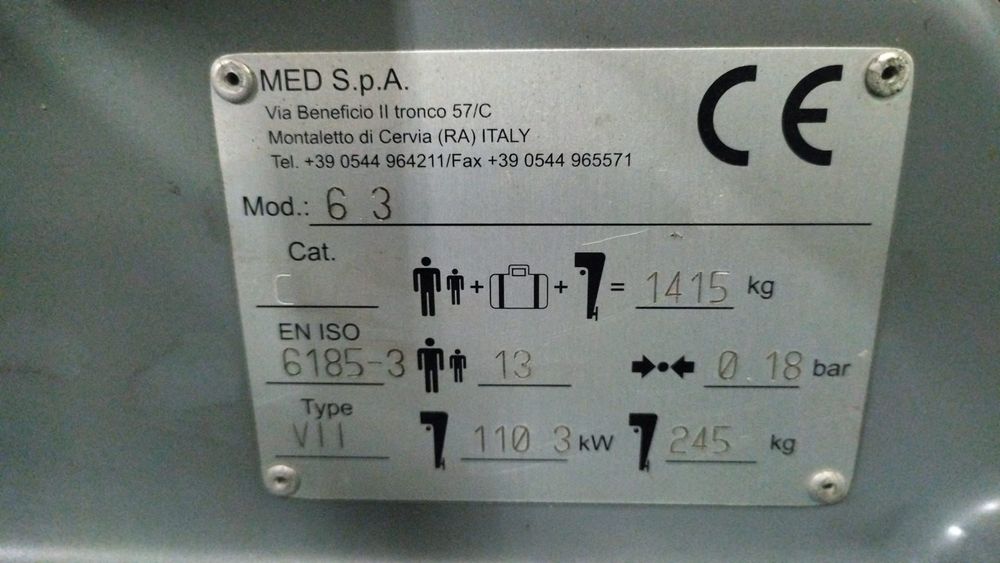 MED S.p.A.
Via Beneficio II tronco 57/C
Montaletto di Cervia (RA) ITALY
Tel. +39 0544 964211/Fax +39 0544 965571
CE
Mod.: 6 3
Cat. C
+ + = 1415 kg
EN ISO 6185-3
13
0 18 bar
Type VII
110 3 kW
245 kg